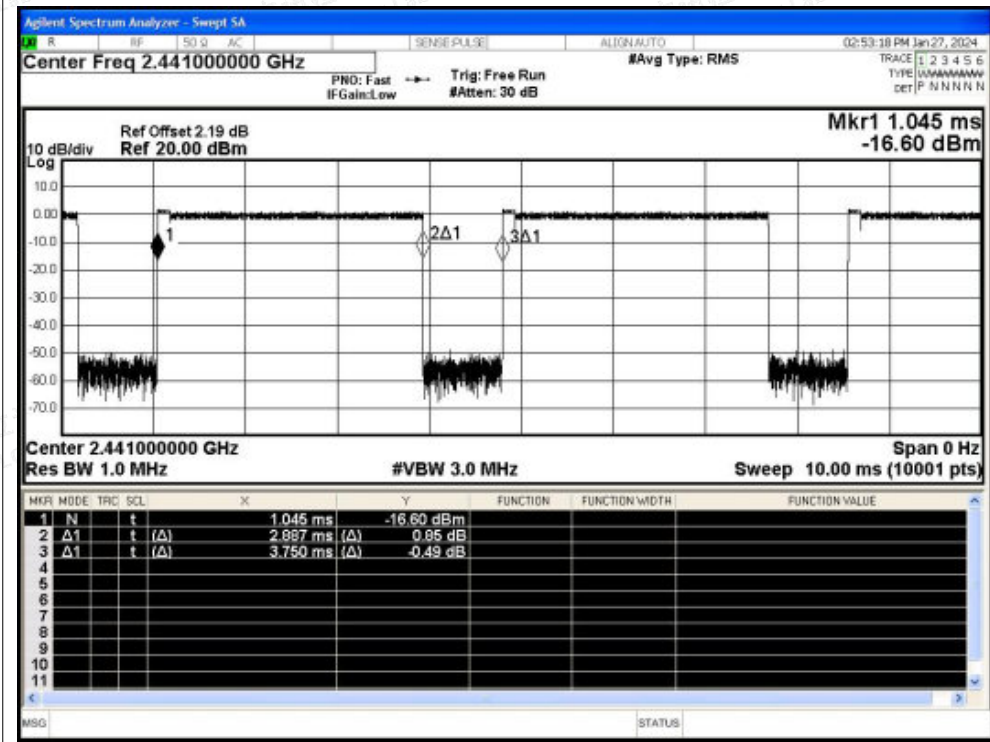 Agilent Spectrum Analyzer - Swept SA
R RF 50 Ω AC SENSE:PULSE ALIGN AUTO 02:53:18 PM Jan 27, 2024
Center Freq 2.441000000 GHz #Avg Type: RMS TRACE 1 2 3 4 5 6
PNO: Fast Trig: Free Run TYPE
IFGain:Low #Atten: 30 dB DET P N N N N N
Mkr1 1.045 ms
Ref Offset 2.19 dB
10 dB/div Ref 20.00 dBm -16.60 dBm
Log
10.0
0.00
-10.0
-20.0
-30.0
-40.0
-50.0
-60.0
-70.0
1
2Δ1
3Δ1
Center 2.441000000 GHz Span 0 Hz
Res BW 1.0 MHz #VBW 3.0 MHz Sweep 10.00 ms (10001 pts)
MKR MODE TRC SCL X Y FUNCTION FUNCTION WIDTH FUNCTION VALUE
1 N t 1.045 ms -16.60 dBm
2 Δ1 t (Δ) 2.887 ms (Δ) 0.85 dB
3 Δ1 t (Δ) 3.750 ms (Δ) -0.49 dB
4
5
6
7
8
9
10
11
MSG STATUS